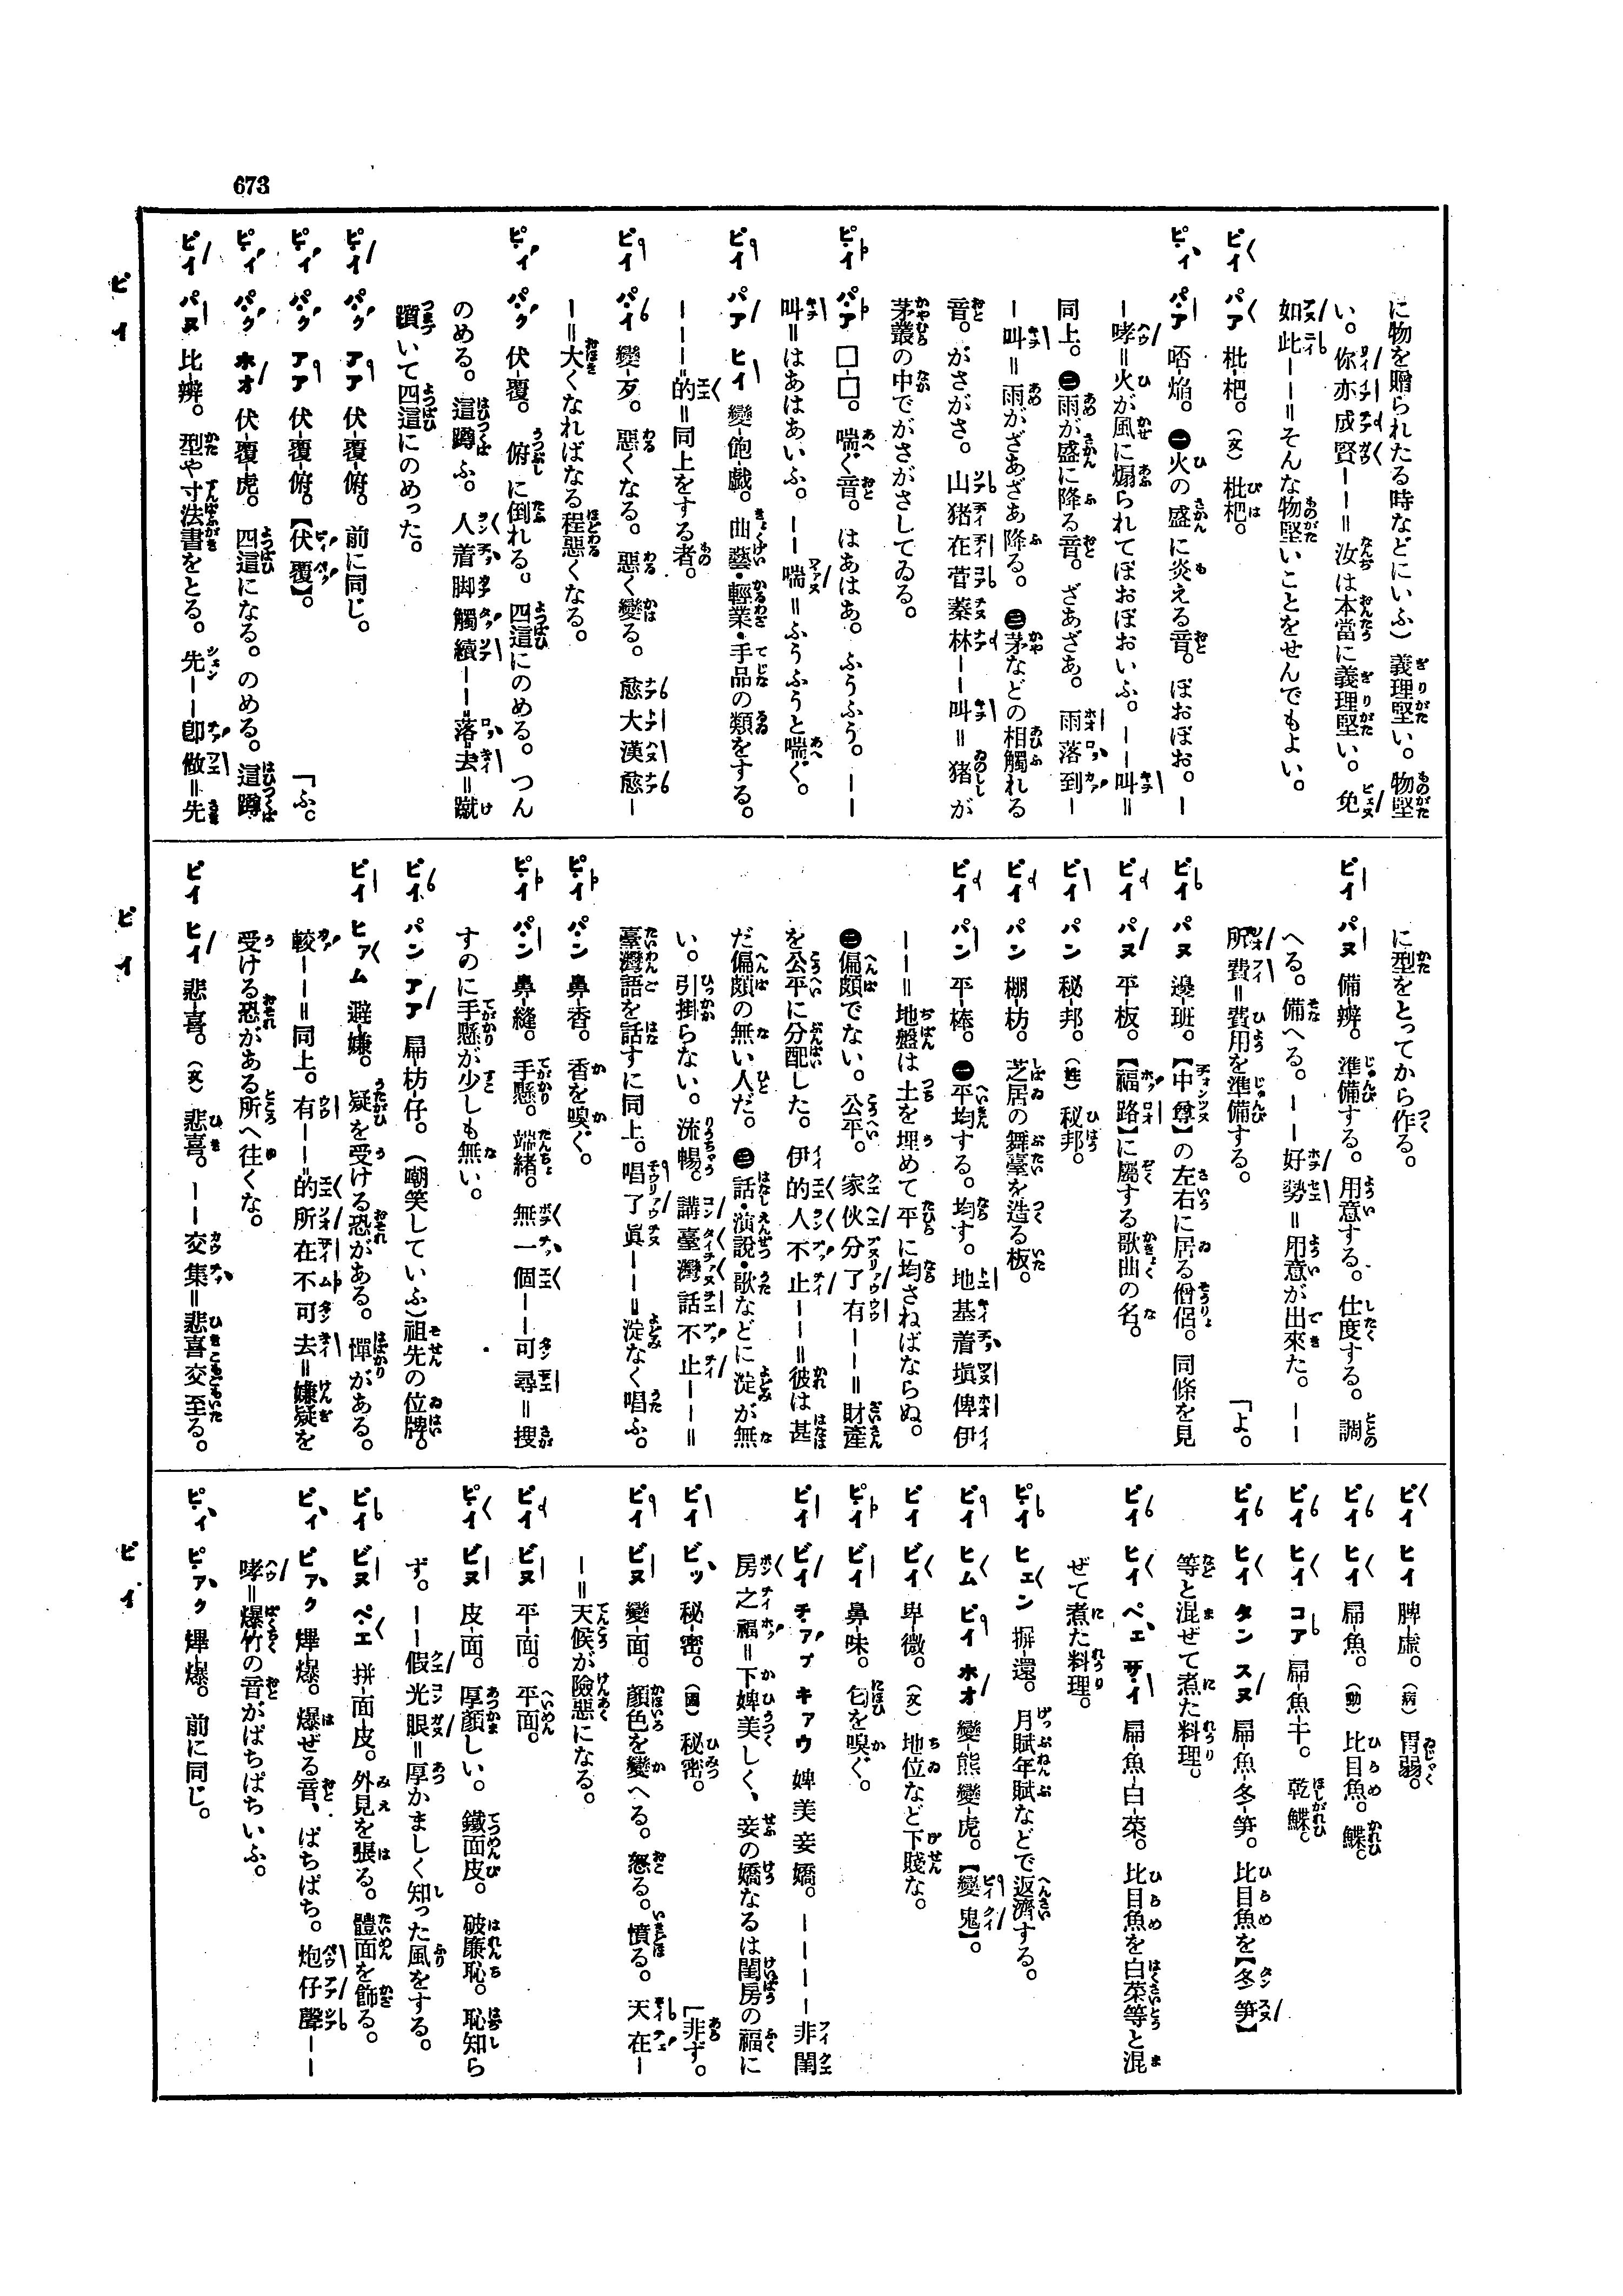 673
に物を贈られたる時などにいふ）義理堅い。物堅
い。你亦成賢ーー＝汝は本當に義理堅い。免
如此ーー＝そんな物堅いことをせんでもよい。
ピイ パア 枇-杷。（文）枇杷。
ピイ パア 㗒-焔。㊀火の盛に炎える音。ぼおぼお。ー
ー哮＝火が風に煽られてぼおぼおいふ。ーー叫＝
同上。㊁雨が盛に降る音。ざあざあ。雨落到ー
ー叫＝雨がざあざあ降る。㊂茅などの相觸れる
音。がさがさ。山猪在菅蓁林ーー叫＝猪が
茅叢の中でがさがさしてゐる。
ピイ パア □-□。喘ぐ音。はあはあ。ふうふう。ーー
叫＝はあはあいふ。ーー喘＝ふうふうと喘ぐ。
ピイ パア ヒイ 變-飽-戲。曲藝・輕業・手品の類をする。
ーーー的＝同上をする者。
ピイ パイ 變-歹。惡くなる。惡く變る。愈大漢愈ー
ー＝大くなればなる程惡くなる。
ピイ パク 伏-覆。俯に倒れる。四這にのめる。つん
のめる。這蹲ふ。人着脚觸續ーー落去＝蹴
躓いて四這にのめった。
ピイ パク アア 伏-覆-俯。前に同じ。
ピイ パク アア 伏-覆-俯。【伏覆】。 「ふ。
ピイ パク ホオ 伏-覆-虎。四這になる。のめる。這蹲
ピイ パヌ 比-辨。型や寸法書をとる。先ーー卽做＝先
ピイ
に型をとってから作る。
ピイ パヌ 備-辨。準備する。用意する。仕度する。調
へる。備へる。ーー好勢＝用意が出來た。ーー
所費＝費用を準備する。 「よ。
ピイ パヌ 邊-班。【中尊】の左右に居る僧侶。同條を見
ピイ パヌ 平-板。【福路】に屬する歌曲の名。
ピイ パン 秘-邦。（姓）秘邦。
ピイ パン 棚-枋。芝居の舞臺を造る板。
ピイ パン 平-棒。㊀平均する。均す。地基着塡俾伊
ーー＝地盤は土を埋めて平に均さねばならぬ。
㊁偏頗でない。公平。家伙分了有ーー＝財產
を公平に分配した。伊的人不止ーー＝彼は甚
だ偏頗の無い人だ。㊂話・演說・歌などに淀が無
い。引掛らない。流暢。講臺灣話不止ーー＝
臺灣語を話すに同上。唱了眞ーー＝淀なく唱ふ。
ピイ パン 鼻-香。香を嗅ぐ。
ピイ パン 鼻-縫。手懸。端緒。無一個ーー可尋＝搜
すのに手懸が少しも無い。
ピイ パン アア 扁-枋-仔。（嘲笑していふ）祖先の位牌。
ピイ ヒァム 避-嫌。疑を受ける恐がある。憚がある。
較ーー＝同上。有ーー的所在不可去＝嫌疑を
受ける恐がある所へ往くな。
ピイ ヒイ 悲-喜。（文）悲喜。ーー交集＝悲喜交至る。
ピイ
ピイ ヒイ 脾-虛。（病）胃弱。
ピイ ヒイ 扁-魚。（動）比目魚。鰈。
ピイ ヒイ コア 扁-魚-干。乾鰈。
ピイ ヒイ タン スヌ 扁-魚-冬-笋。比目魚を【冬笋】
等と混ぜて煮た料理。
ピイ ヒイ ペェ サイ 扁-魚-白-菜。比目魚を白菜等と混
ぜて煮た料理。
ピイ ヒェン 摒-還。月賦年賦などで返濟する。
ピイ ヒム ピイ ホオ 變-熊變-虎。【變鬼】。
ピイ ビイ 卑-微。（文）地位など下賤な。
ピイ ビイ 鼻-味。匂を嗅ぐ。
ピイ ビイ チァプ キァウ 婢美妾嬌。ーーーー非閨
房之福＝下婢美しく、妾の嬌なるは閨房の福に
ピイ ビッ 秘-密。（國）秘密。 「非ず。
ピイ ビヌ 變-面。顏色を變へる。怒る。憤る。天在ー
ー＝天候が險惡になる。
ピイ ビヌ 平-面。平面。
ピイ ビヌ 皮-面。厚顏しい。鐵面皮。破廉恥。恥知ら
ず。ーー假光眼＝厚かましく知った風をする。
ピイ ビヌ ペエ 拼-面皮。外見を張る。體面を飾る。
ピイ ピァク 熚-爆。爆ぜる音、ぱちぱち。炮仔聲ーー
哮＝爆竹の音がぱちぱちいふ。
ピイ ピァク 熚-爆。前に同じ。
ピイ